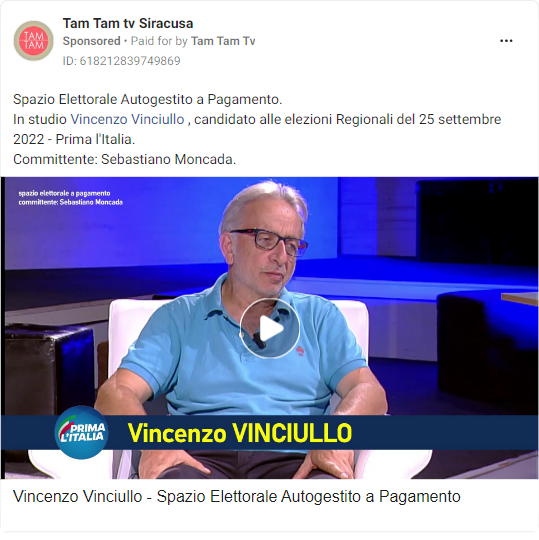 Tam Tam tv Siracusa
Sponsored • Paid for by Tam Tam Tv
ID: 618212839749869
TAM
TAM
Spazio Elettorale Autogestito a Pagamento.
In studio Vincenzo Vinciullo , candidato alle elezioni Regionali del 25 settembre
2022 - Prima l'Italia.
Committente: Sebastiano Moncada.
spazio elettorale a pagamento
committente: Sebastiano Moncada
PRIMA
L'ITALIA
Vincenzo VINCIULLO
Vincenzo Vinciullo - Spazio Elettorale Autogestito a Pagamento